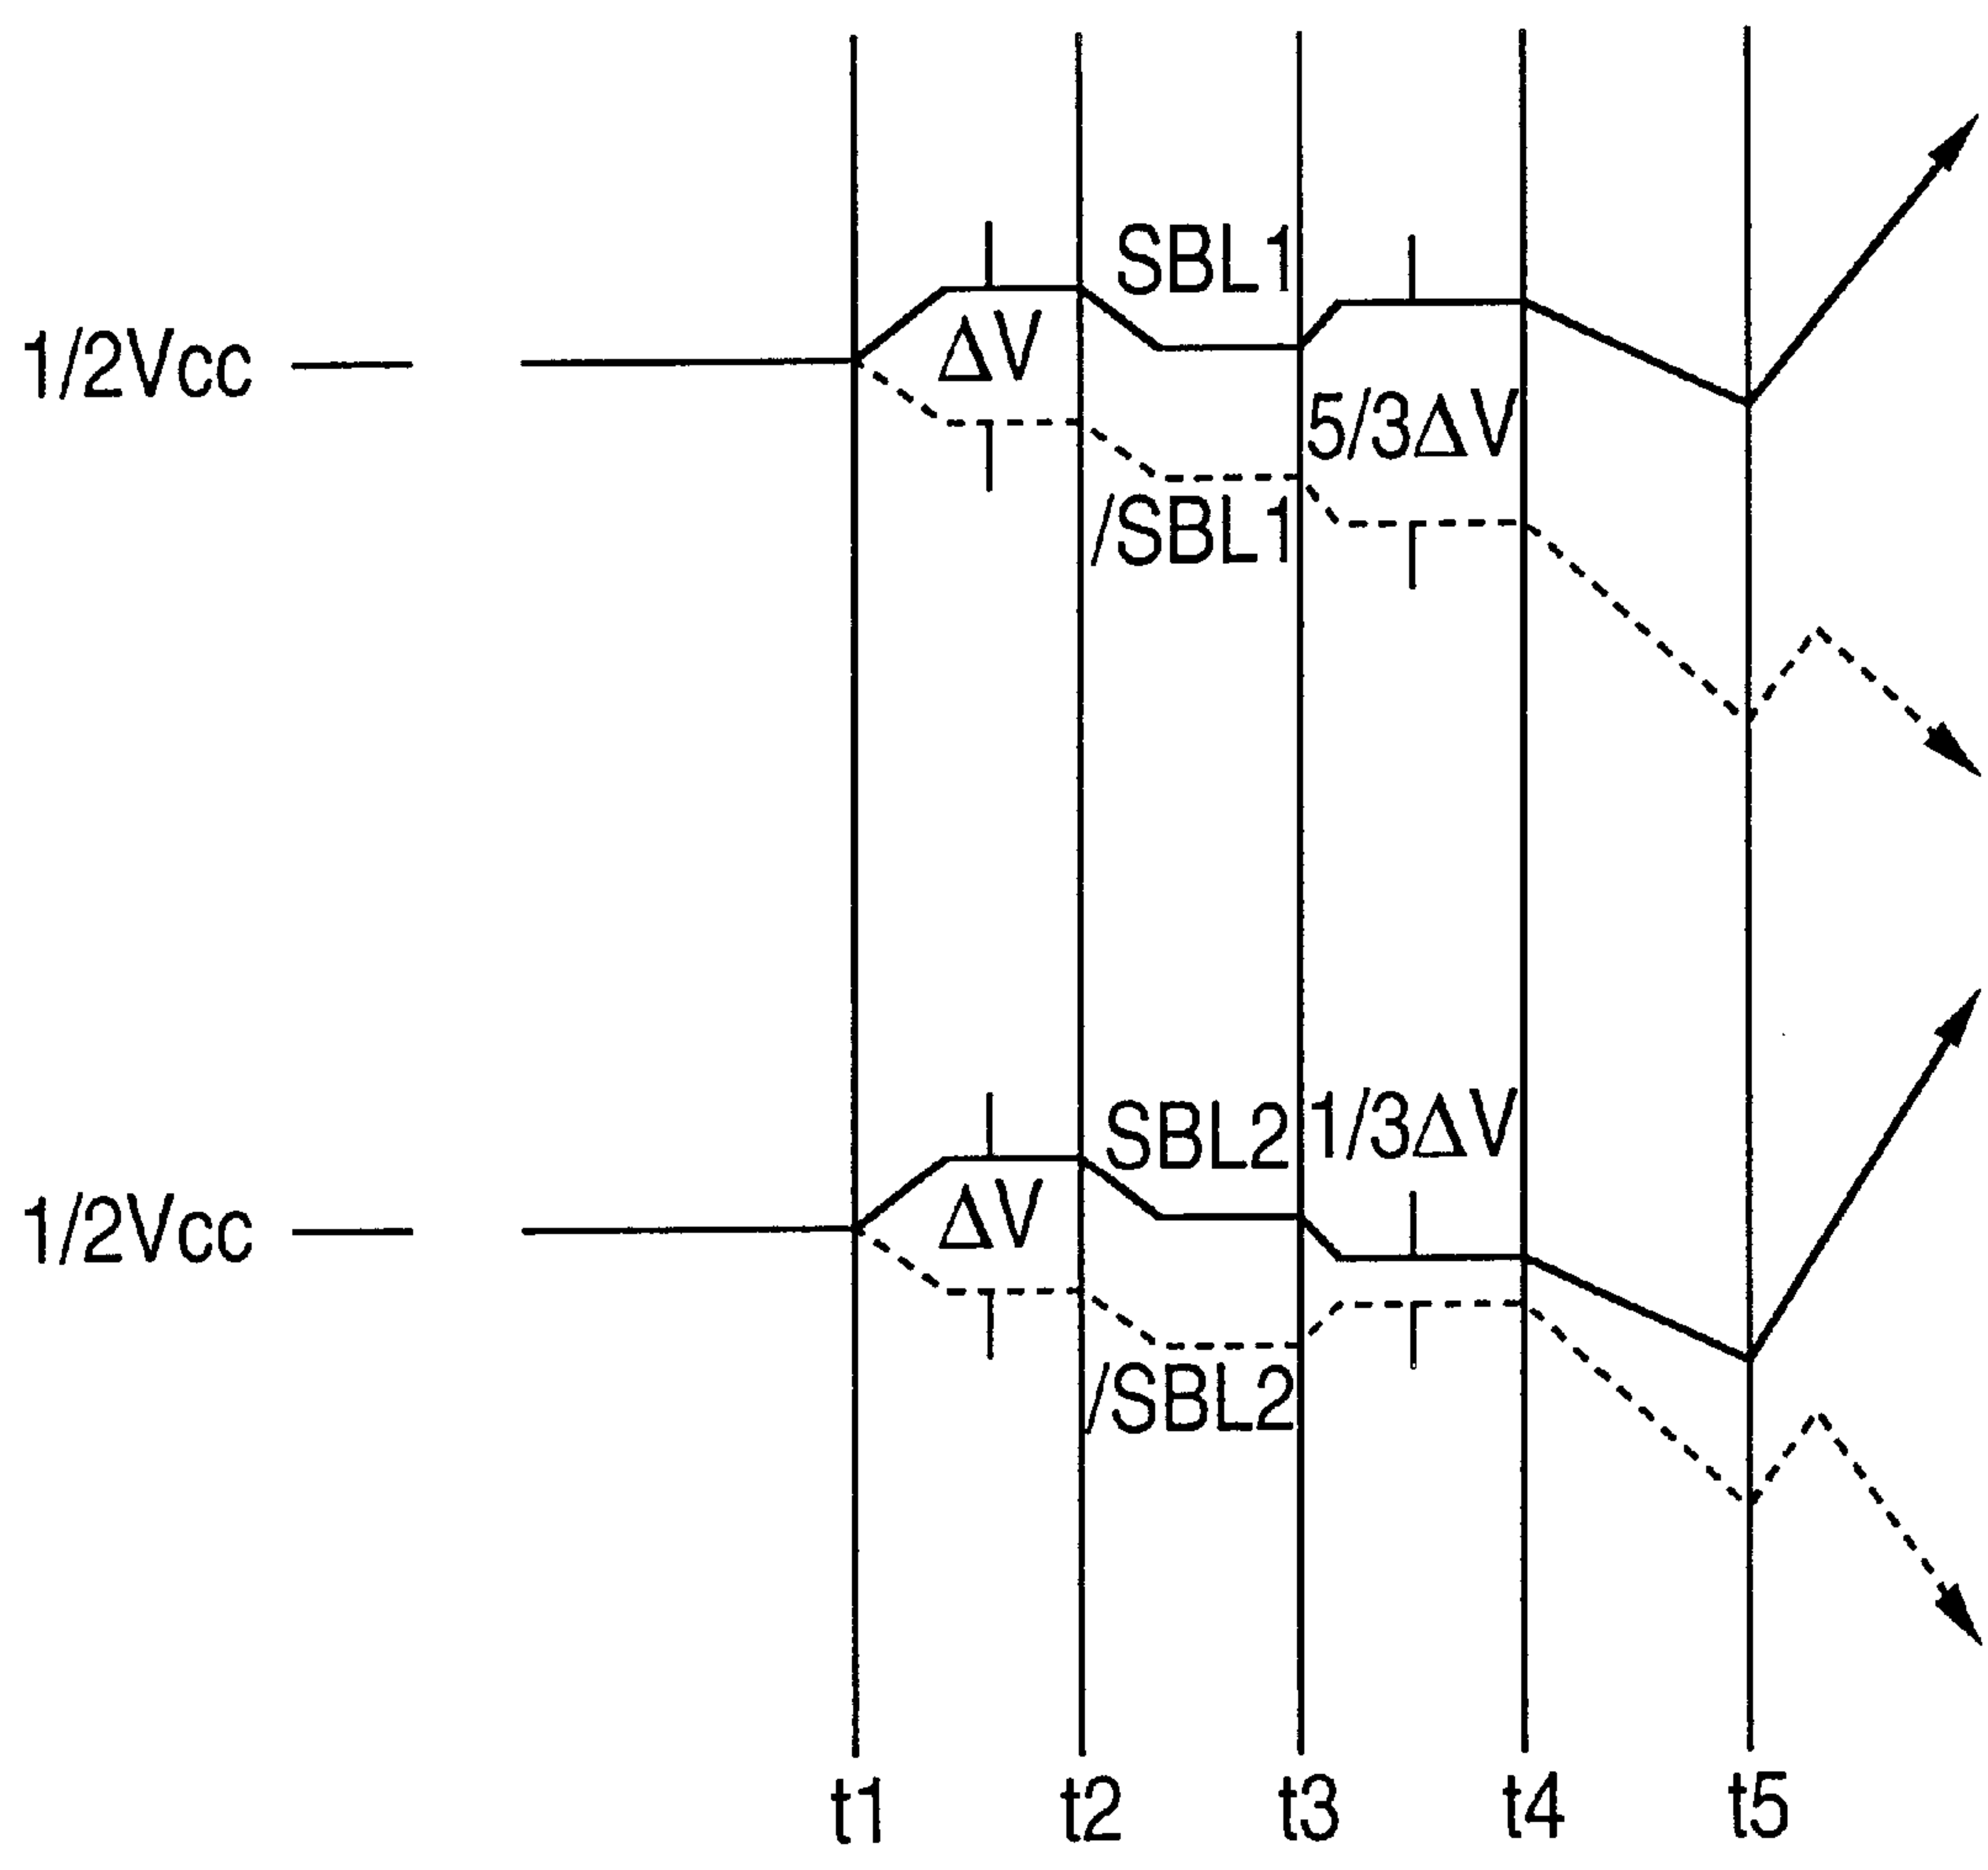 SBL1
ΔV
1/2Vcc
5/3ΔV
/SBL1
SBL2
1/3ΔV
ΔV
1/2Vcc
/SBL2
t1
t2
t3
t4
t5